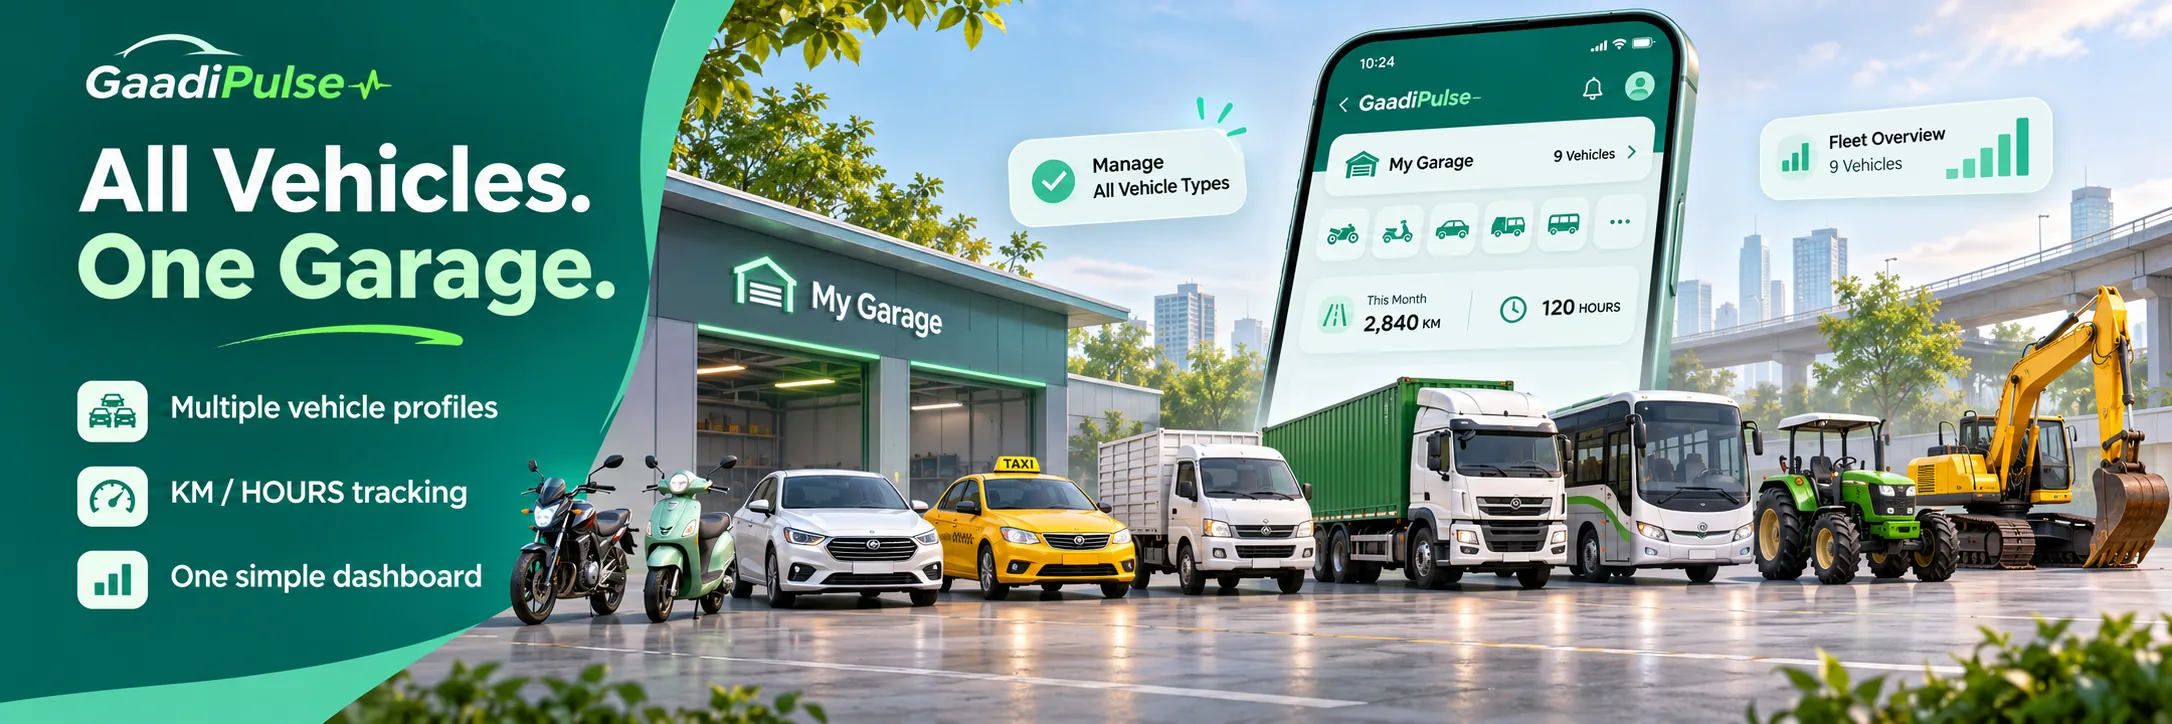 GaadiPulse
All Vehicles.
One Garage.
Multiple vehicle profiles
KM / HOURS tracking
One simple dashboard
My Garage
TAXI
Manage
All Vehicle Types
10:24
GaadiPulse
My Garage
9 Vehicles
This Month
2,840 KM
120 HOURS
Fleet Overview
9 Vehicles